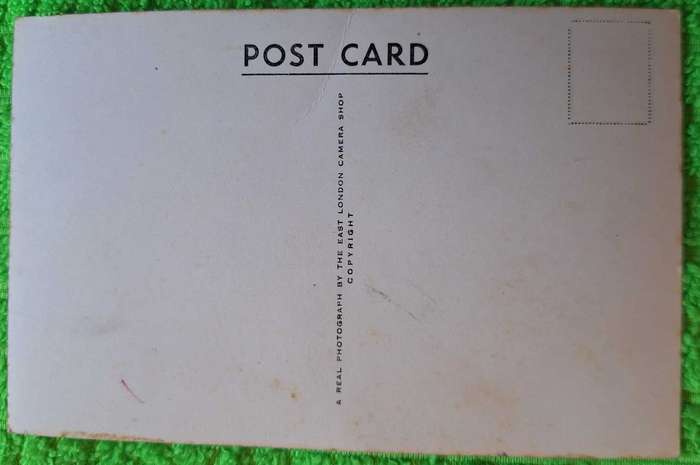 POST CARD
A REAL PHOTOGRAPH BY THE EAST LONDON CAMERA SHOP
COPYRIGHT